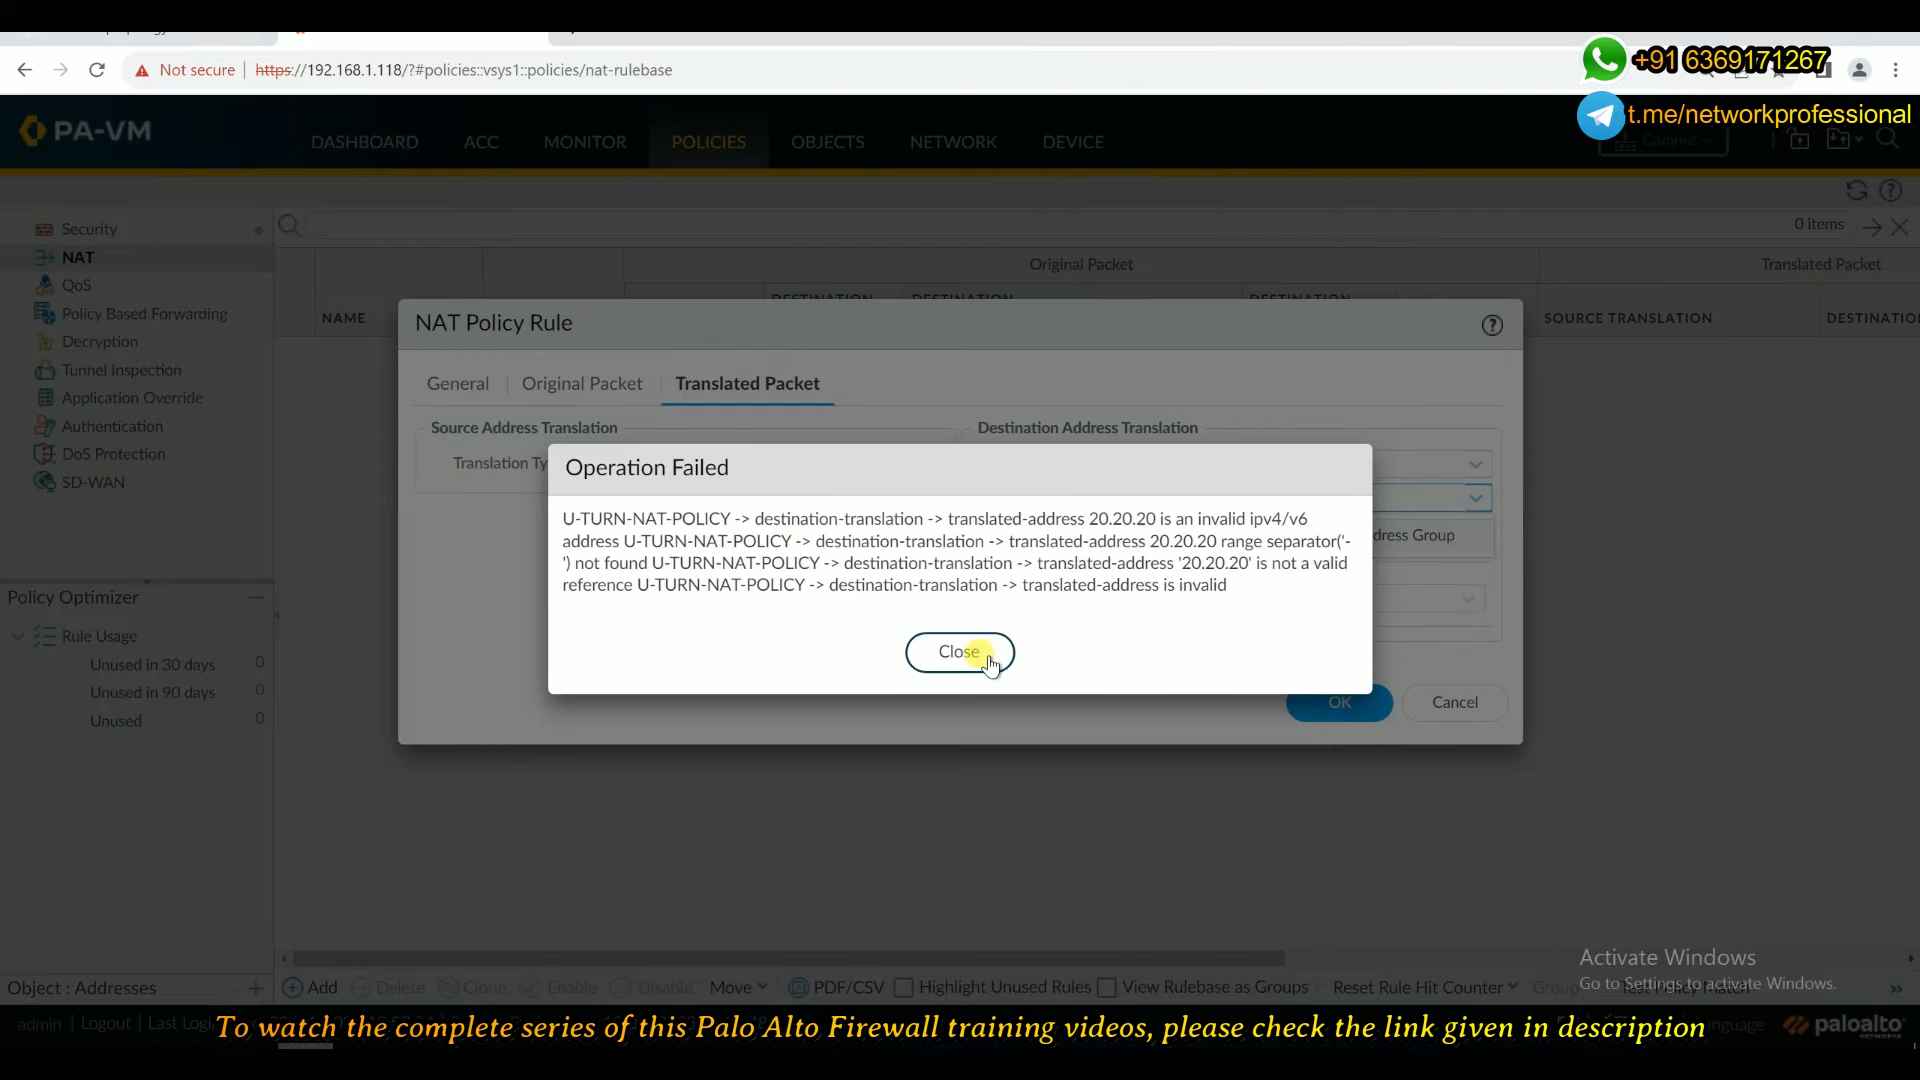 Not secure
https://192.168.1.118/?#policies::vsys1::policies/nat-rulebase
+91 6369171267
t.me/networkprofessional
PA-VM
DASHBOARD
ACC
MONITOR
POLICIES
OBJECTS
NETWORK
DEVICE
Commit
Security
NAT
QoS
Policy Based Forwarding
Decryption
Tunnel Inspection
Application Override
Authentication
DoS Protection
SD-WAN
0 items
Original Packet
Translated Packet
DESTINATION
DESTINATION
DESTINATION
NAME
SOURCE TRANSLATION
DESTINATIO
NAT Policy Rule
General
Original Packet
Translated Packet
Source Address Translation
Destination Address Translation
Translation Ty
dress Group
Operation Failed
U-TURN-NAT-POLICY -> destination-translation -> translated-address 20.20.20 is an invalid ipv4/v6
address U-TURN-NAT-POLICY -> destination-translation -> translated-address 20.20.20 range separator('-
') not found U-TURN-NAT-POLICY -> destination-translation -> translated-address '20.20.20' is not a valid
reference U-TURN-NAT-POLICY -> destination-translation -> translated-address is invalid
Close
OK
Cancel
Policy Optimizer
Rule Usage
Unused in 30 days 0
Unused in 90 days 0
Unused 0
Activate Windows
Go to Settings to activate Windows.
Object : Addresses
Add
Delete
Clone
Enable
Disable
Move
PDF/CSV
Highlight Unused Rules
View Rulebase as Groups
Reset Rule Hit Counter
Group
Test Policy Match
admin | Logout | Last Logi
To watch the complete series of this Palo Alto Firewall training videos, please check the link given in description
paloalto
NETWORKS